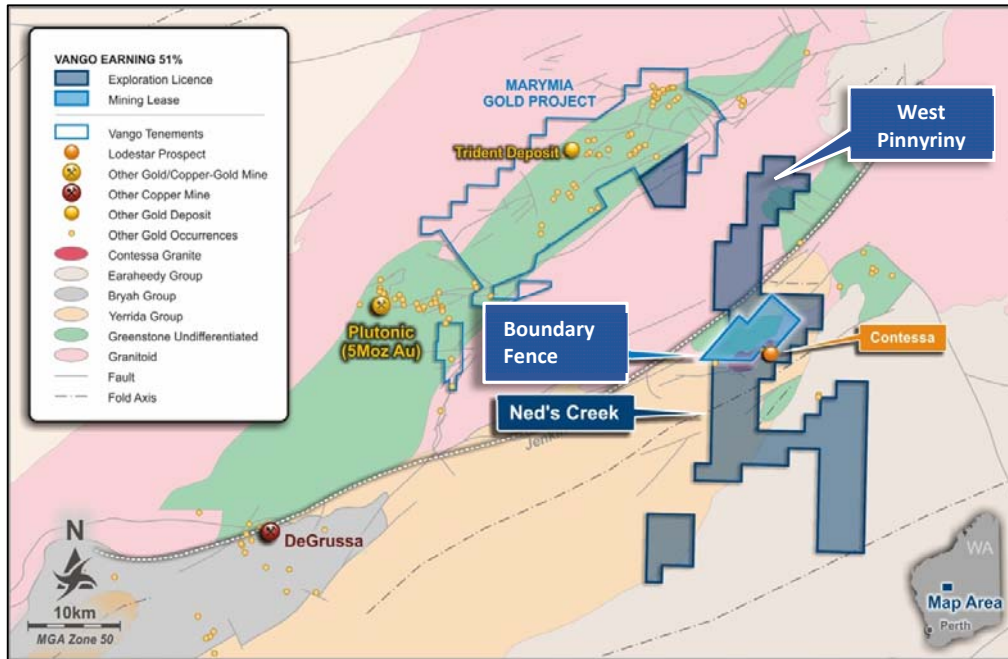 VANGO EARNING 51%
Exploration Licence
Mining Lease
Vango Tenements
Lodestar Prospect
Other Gold/Copper-Gold Mine
Other Copper Mine
Other Gold Deposit
Other Gold Occurrences
Contessa Granite
Earaheedy Group
Bryah Group
Yerrida Group
Greenstone Undifferentiated
Granitoid
Fault
Fold Axis
MARYMIA
GOLD PROJECT
Trident Deposit
West
Pinnyriny
Plutonic
(5Moz Au)
Boundary
Fence
Contessa
Ned's Creek
DeGrussa
N
10km
MGA Zone 50
WA
Map Area
Perth